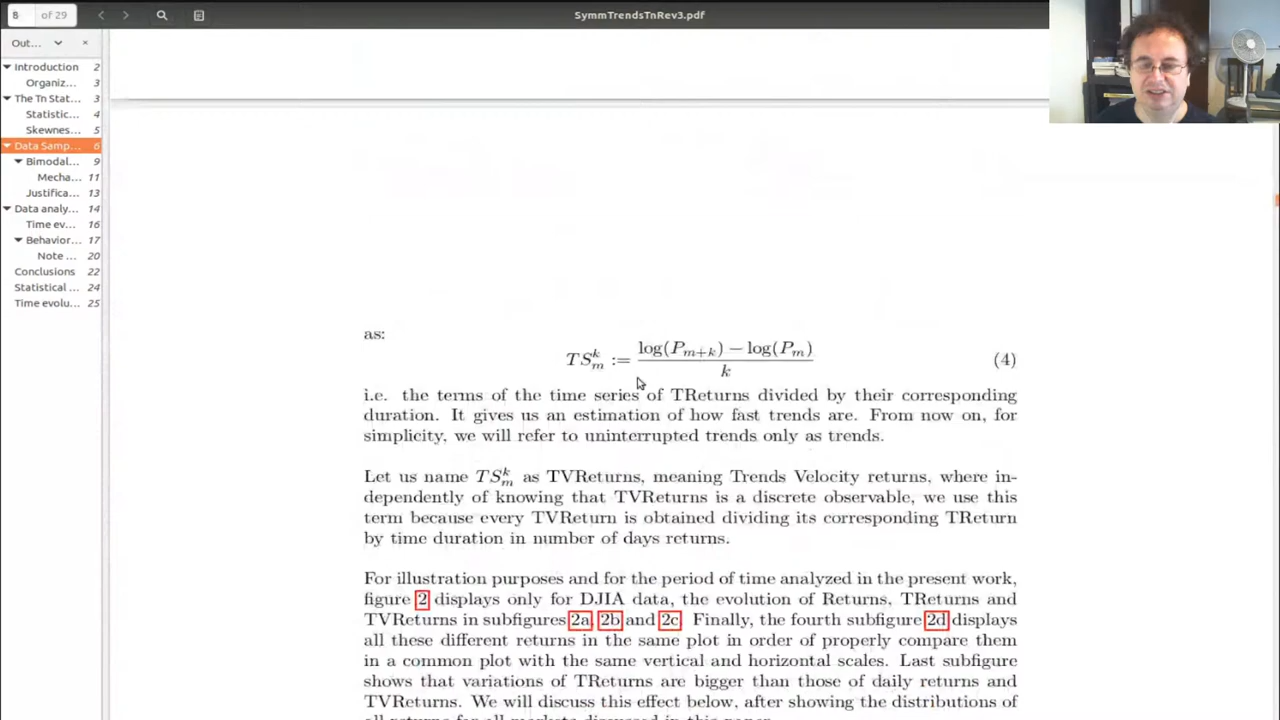 8 of 29
SymmTrendsTnRev3.pdf
Out...
Introduction 2
Organiz... 3
The Tn Stat... 3
Statistic... 4
Skewnes... 5
Data Samp... 6
Bimodal... 9
Mecha... 11
Justifica... 13
Data analy... 14
Time ev... 16
Behavior... 17
Note ... 20
Conclusions 22
Statistical ... 24
Time evolu... 25
as:
TS_m^k := (log(P_{m+k}) − log(P_m)) / k (4)
i.e. the terms of the time series of TReturns divided by their corresponding
duration. It gives us an estimation of how fast trends are. From now on, for
simplicity, we will refer to uninterrupted trends only as trends.
Let us name TS_m^k as TVReturns, meaning Trends Velocity returns, where in-
dependently of knowing that TVReturns is a discrete observable, we use this
term because every TVReturn is obtained dividing its corresponding TReturn
by time duration in number of days returns.
For illustration purposes and for the period of time analyzed in the present work,
figure 2 displays only for DJIA data, the evolution of Returns, TReturns and
TVReturns in subfigures 2a, 2b and 2c. Finally, the fourth subfigure 2d displays
all these different returns in the same plot in order of properly compare them
in a common plot with the same vertical and horizontal scales. Last subfigure
shows that variations of TReturns are bigger than those of daily returns and
TVReturns. We will discuss this effect below, after showing the distributions of
all returns for all markets discussed in this paper.